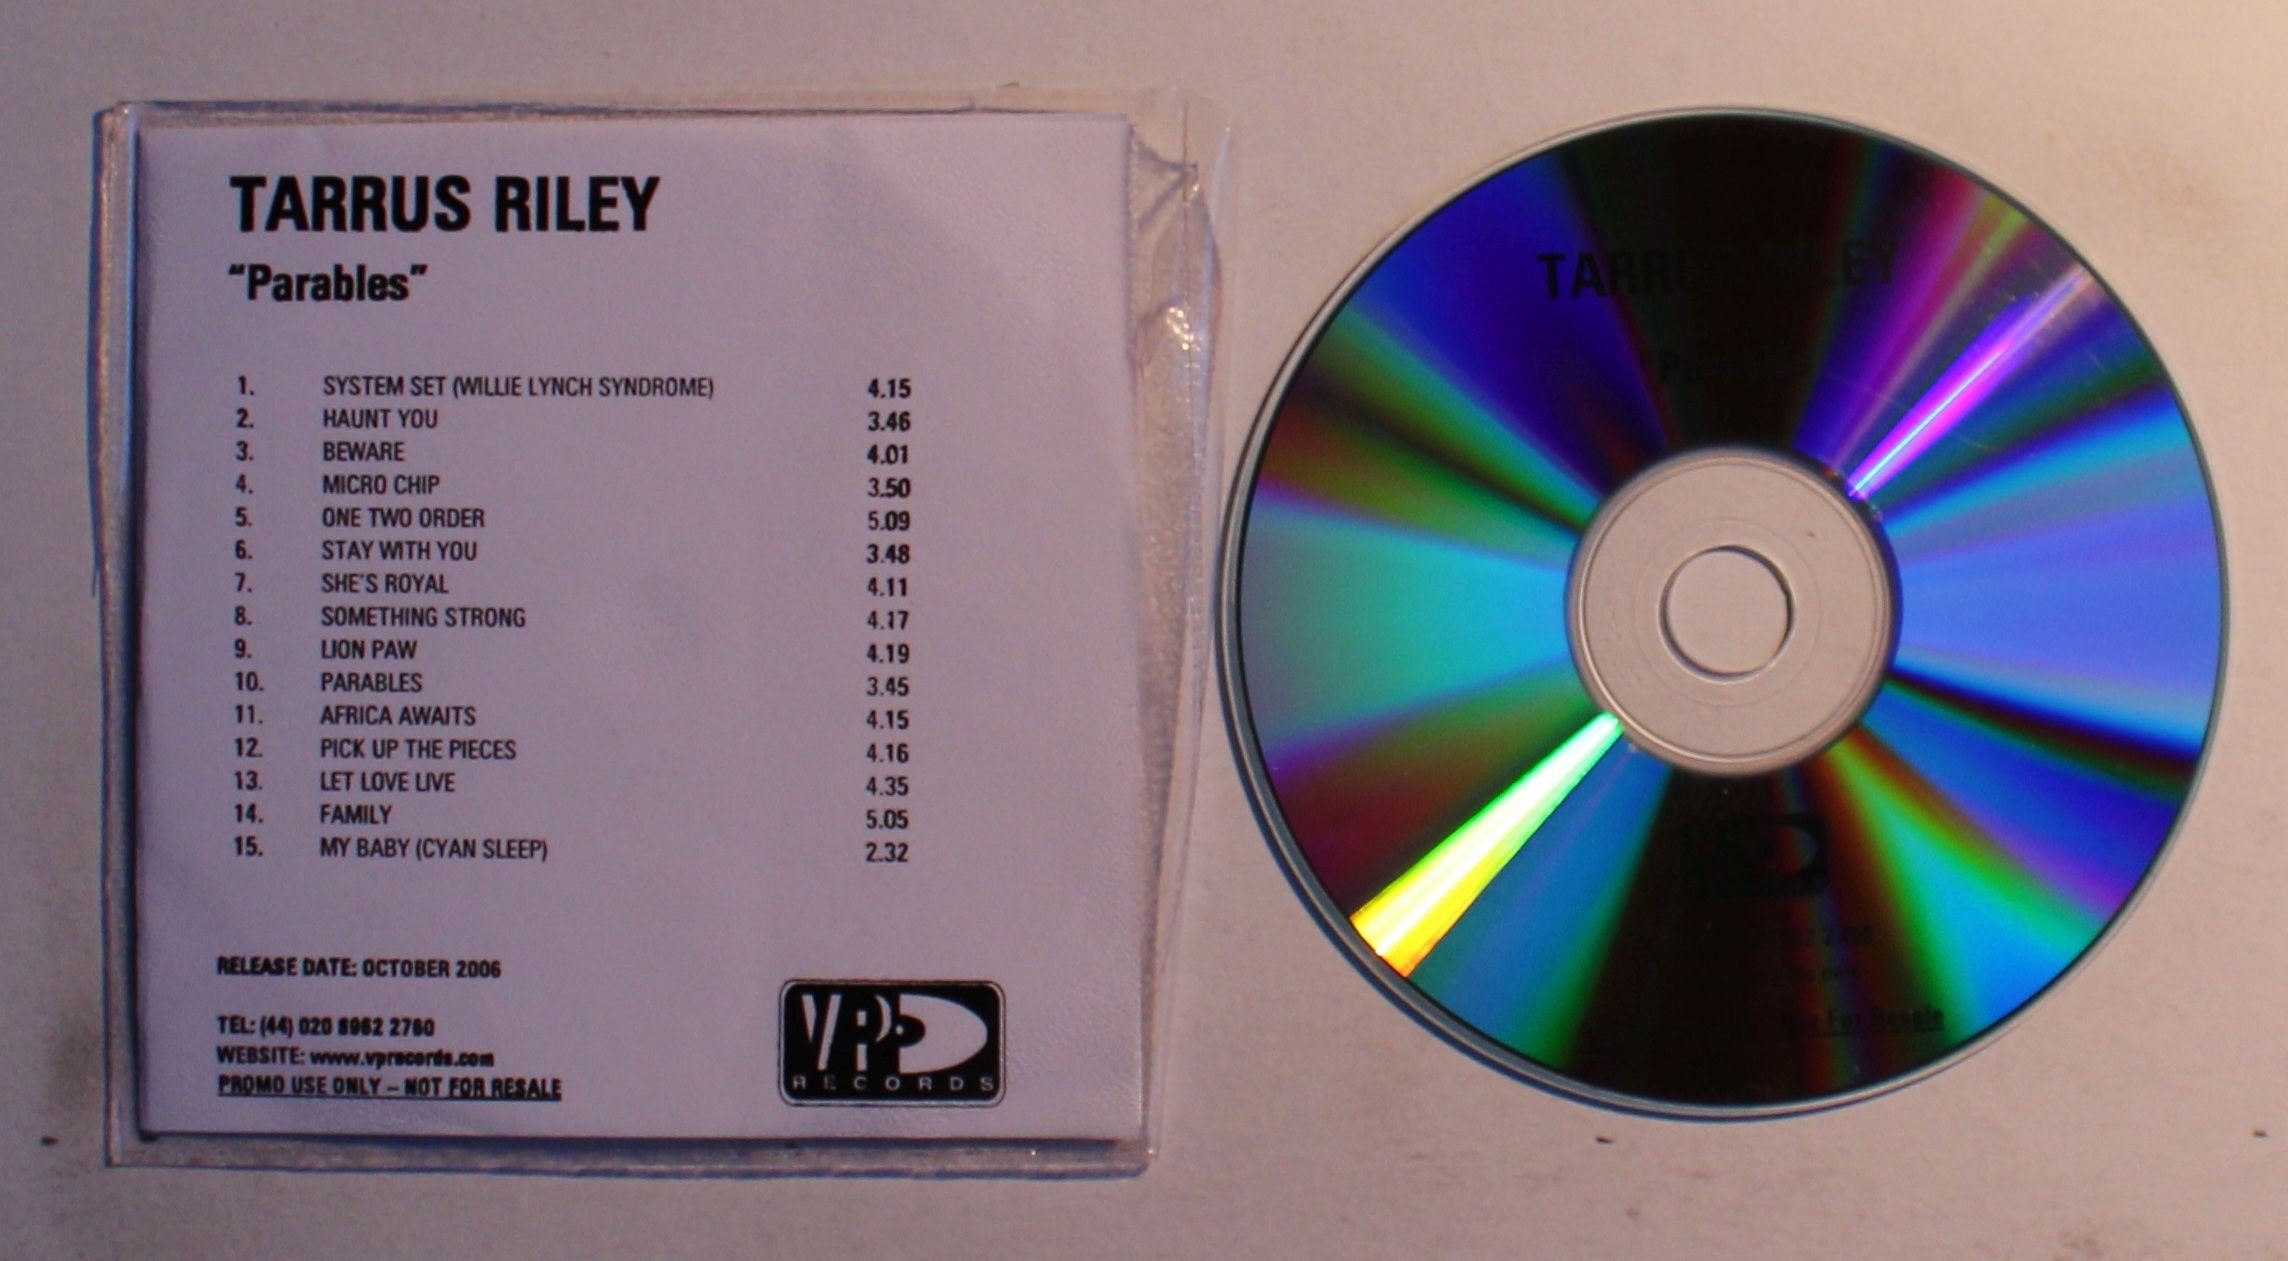 TARRUS RILEY
“Parables”
1. SYSTEM SET (WILLIE LYNCH SYNDROME) 4.15
2. HAUNT YOU 3.46
3. BEWARE 4.01
4. MICRO CHIP 3.50
5. ONE TWO ORDER 5.09
6. STAY WITH YOU 3.48
7. SHE'S ROYAL 4.11
8. SOMETHING STRONG 4.17
9. LION PAW 4.19
10. PARABLES 3.45
11. AFRICA AWAITS 4.15
12. PICK UP THE PIECES 4.16
13. LET LOVE LIVE 4.35
14. FAMILY 5.05
15. MY BABY (CYAN SLEEP) 2.32
RELEASE DATE: OCTOBER 2006
TEL: (44) 020 8962 2760
WEBSITE: www.vprecords.com
PROMO USE ONLY – NOT FOR RESALE
VP
RECORDS
TARRUS RILEY
Not For Resale